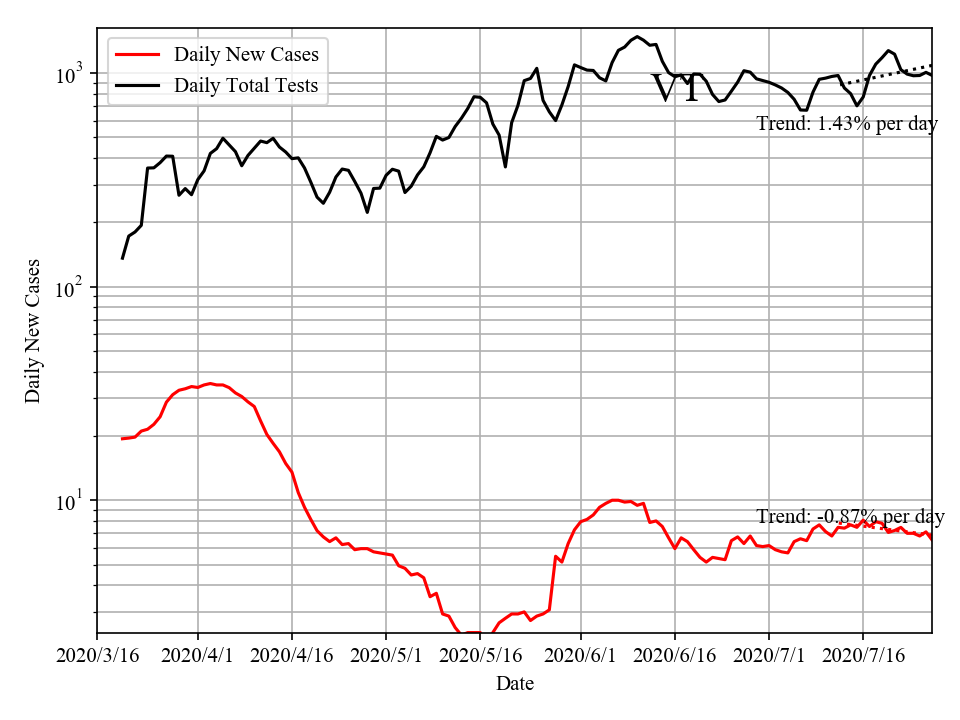 Daily New Cases
Daily Total Tests
VT
Trend: 1.43% per day
Trend: -0.87% per day
10³
10²
10¹
Daily New Cases
2020/3/16 2020/4/1 2020/4/16 2020/5/1 2020/5/16 2020/6/1 2020/6/16 2020/7/1 2020/7/16
Date